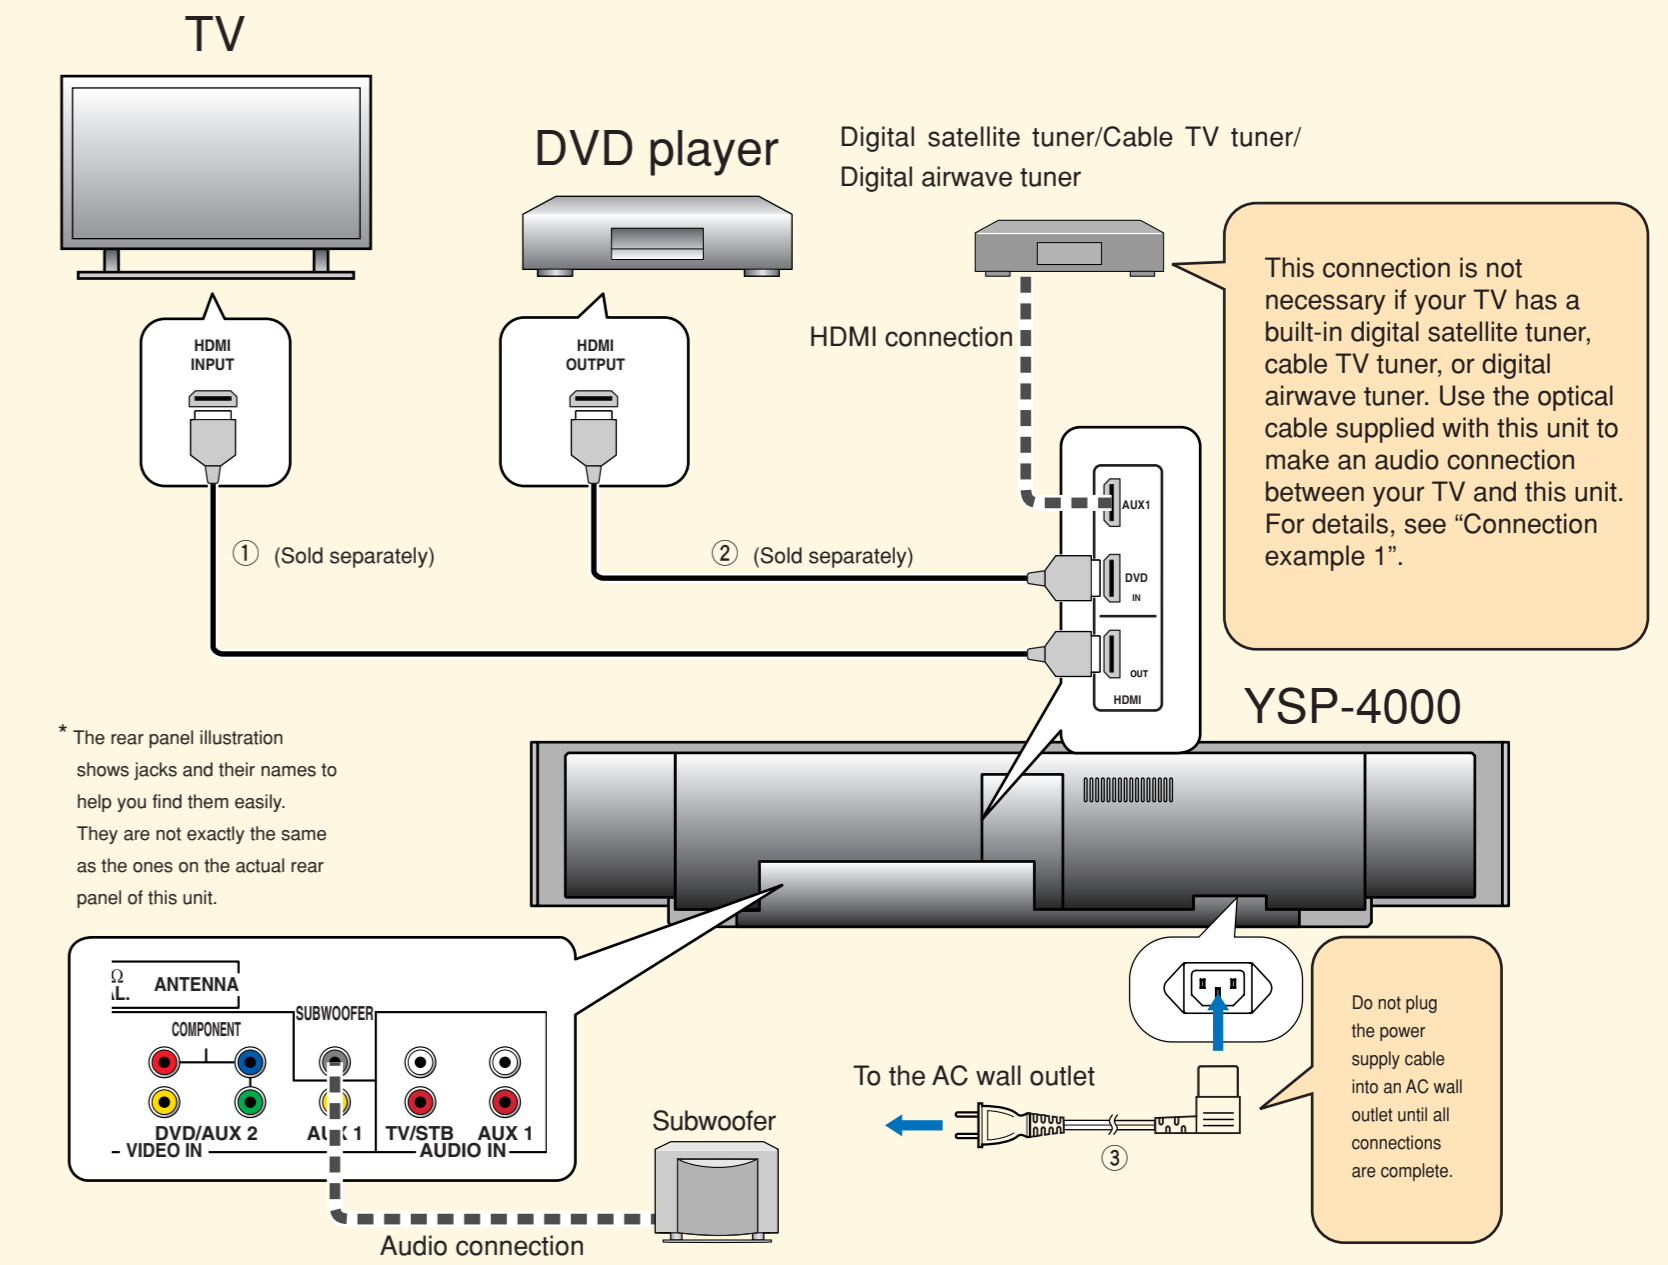 TV
DVD player
Digital satellite tuner/Cable TV tuner/
Digital airwave tuner
HDMI
INPUT
HDMI
OUTPUT
HDMI connection
This connection is not
necessary if your TV has a
built-in digital satellite tuner,
cable TV tuner, or digital
airwave tuner. Use the optical
cable supplied with this unit to
make an audio connection
between your TV and this unit.
For details, see “Connection
example 1”.
① (Sold separately)
② (Sold separately)
AUX1
DVD
IN
OUT
HDMI
YSP-4000
* The rear panel illustration
shows jacks and their names to
help you find them easily.
They are not exactly the same
as the ones on the actual rear
panel of this unit.
Ω
AL.
ANTENNA
SUBWOOFER
COMPONENT
DVD/AUX 2
AUX 1
TV/STB
AUX 1
VIDEO IN
AUDIO IN
Subwoofer
Audio connection
To the AC wall outlet
③
Do not plug
the power
supply cable
into an AC wall
outlet until all
connections
are complete.